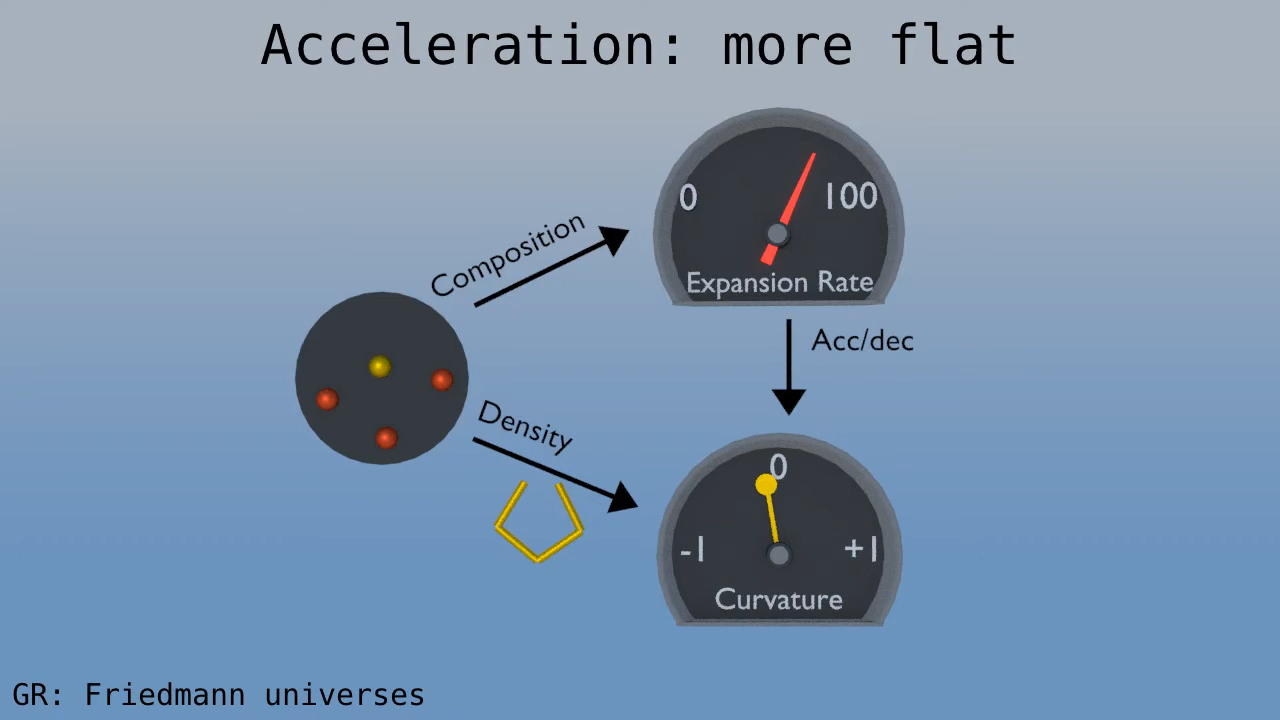 Acceleration: more flat
0
100
Expansion Rate
Composition
Acc/dec
Density
0
-1
+1
Curvature
GR: Friedmann universes